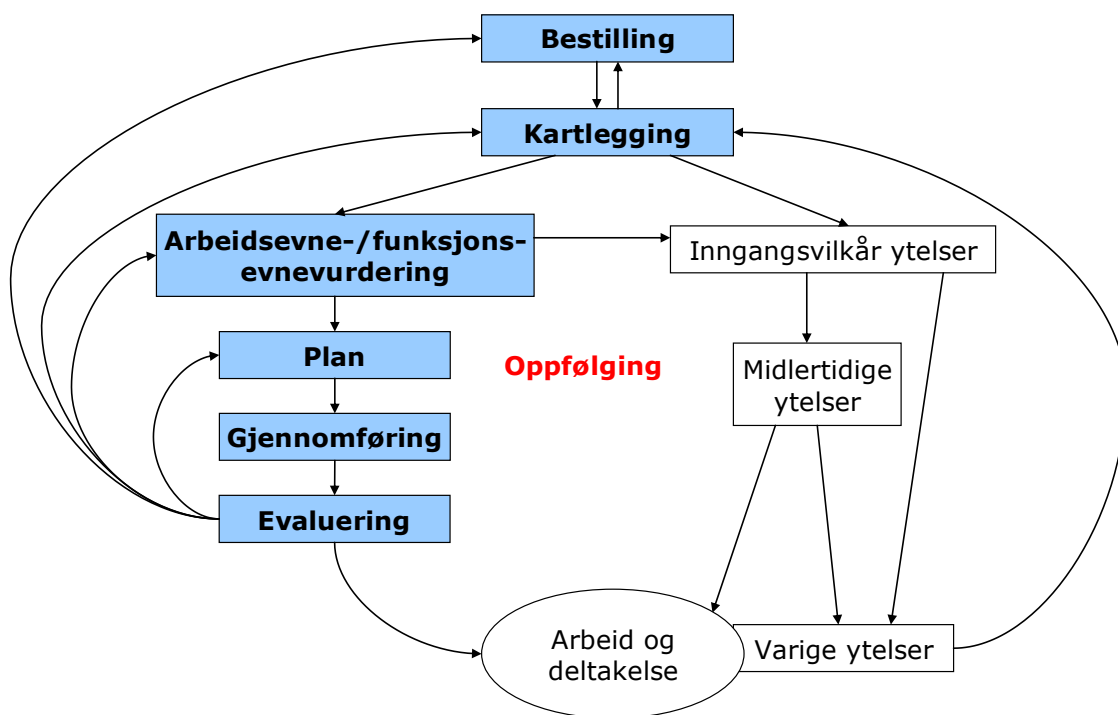 Bestilling
Kartlegging
Arbeidsevne-/funksjons-
evnevurdering
Inngangsvilkår ytelser
Plan
Oppfølging
Midlertidige
ytelser
Gjennomføring
Evaluering
Arbeid og
deltakelse
Varige ytelser